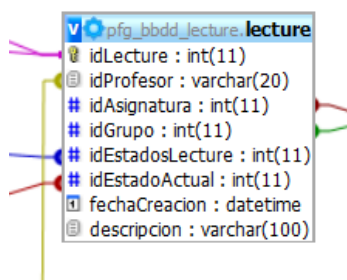 V pfg_bbdd_lecture.lecture
idLecture : int(11)
idProfesor : varchar(20)
# idAsignatura : int(11)
# idGrupo : int(11)
# idEstadosLecture : int(11)
# idEstadoActual : int(11)
fechaCreacion : datetime
descripcion : varchar(100)